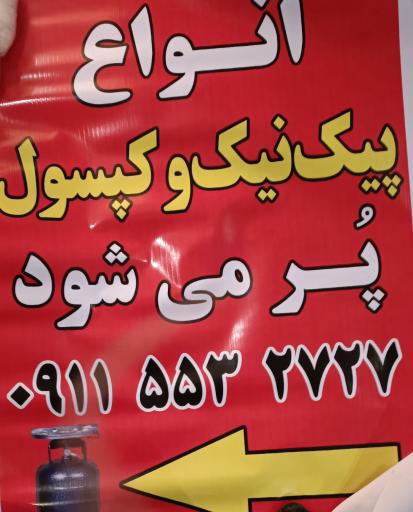 انواع
پیک نیک و کپسول
پُر می شود
۰۹۱۱ ۵۵۳ ۲۷۲۷